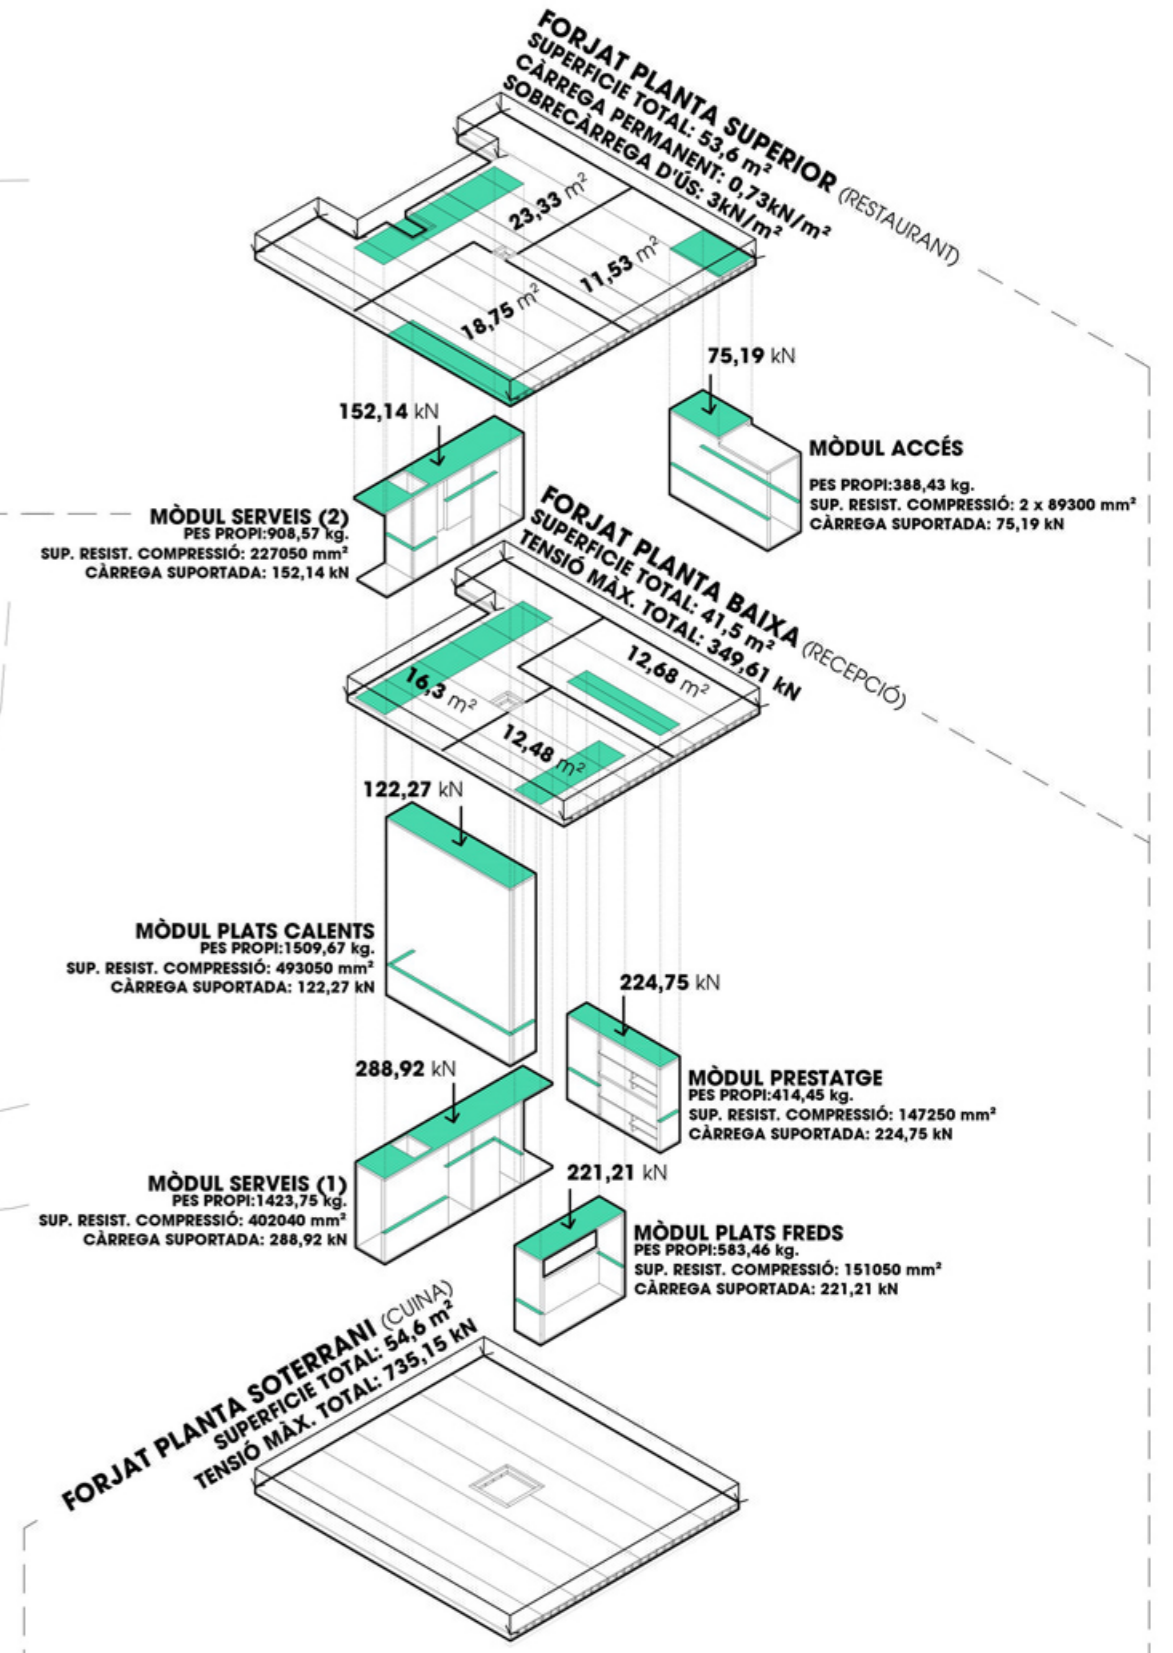 FORJAT PLANTA SUPERIOR (RESTAURANT)
SUPERFICIE TOTAL: 53,6 m²
CÀRREGA PERMANENT: 0,73kN/m²
SOBRECÀRREGA D'ÚS: 3kN/m²
23,33 m²
11,53 m²
18,75 m²
75,19 kN
152,14 kN
MÒDUL ACCÉS
PES PROPI:388,43 kg.
SUP. RESIST. COMPRESSIÓ: 2 x 89300 mm²
CÀRREGA SUPORTADA: 75,19 kN
MÒDUL SERVEIS (2)
PES PROPI:908,57 kg.
SUP. RESIST. COMPRESSIÓ: 227050 mm²
CÀRREGA SUPORTADA: 152,14 kN
FORJAT PLANTA BAIXA (RECEPCIÓ)
SUPERFICIE TOTAL: 41,5 m²
TENSIÓ MÀX. TOTAL: 349,61 kN
12,68 m²
16,3 m²
12,48 m²
122,27 kN
MÒDUL PLATS CALENTS
PES PROPI:1509,67 kg.
SUP. RESIST. COMPRESSIÓ: 493050 mm²
CÀRREGA SUPORTADA: 122,27 kN
224,75 kN
288,92 kN
MÒDUL PRESTATGE
PES PROPI:414,45 kg.
SUP. RESIST. COMPRESSIÓ: 147250 mm²
CÀRREGA SUPORTADA: 224,75 kN
221,21 kN
MÒDUL SERVEIS (1)
PES PROPI:1423,75 kg.
SUP. RESIST. COMPRESSIÓ: 402040 mm²
CÀRREGA SUPORTADA: 288,92 kN
MÒDUL PLATS FREDS
PES PROPI:583,46 kg.
SUP. RESIST. COMPRESSIÓ: 151050 mm²
CÀRREGA SUPORTADA: 221,21 kN
FORJAT PLANTA SOTERRANI (CUINA)
SUPERFICIE TOTAL: 54,6 m²
TENSIÓ MÀX. TOTAL: 735,15 kN